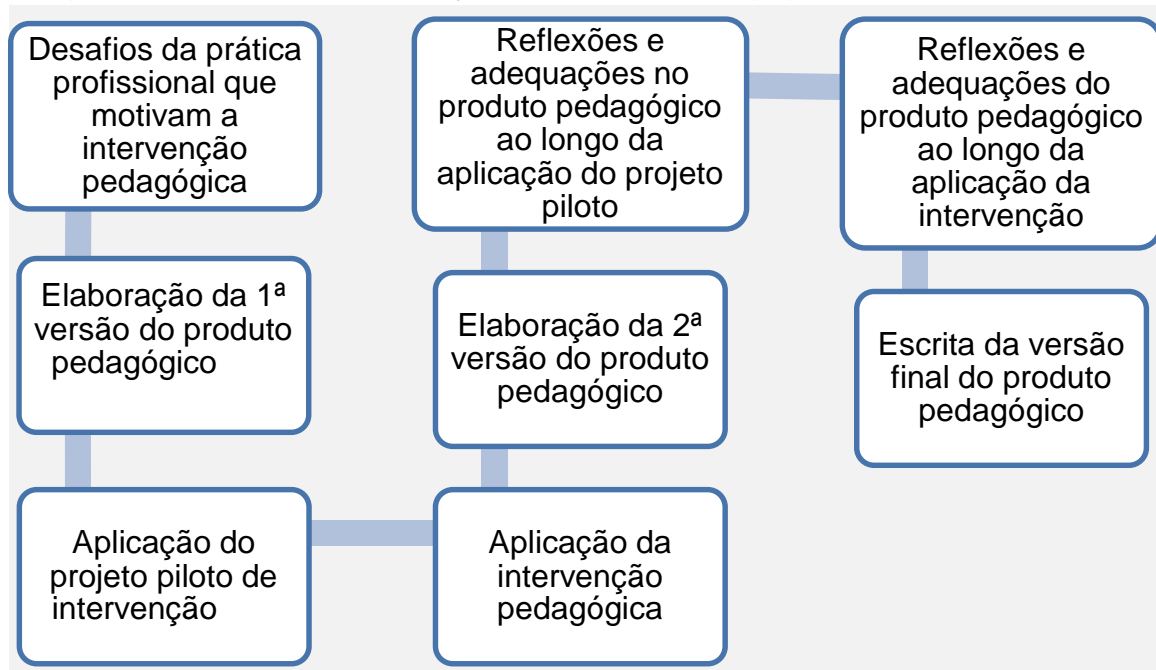 Desafios da prática
profissional que
motivam a
intervenção
pedagógica
Elaboração da 1ª
versão do produto
pedagógico
Aplicação do
projeto piloto de
intervenção
Reflexões e
adequações no
produto pedagógico
ao longo da
aplicação do projeto
piloto
Elaboração da 2ª
versão do produto
pedagógico
Aplicação da
intervenção
pedagógica
Reflexões e
adequações do
produto pedagógico
ao longo da
aplicação da
intervenção
Escrita da versão
final do produto
pedagógico